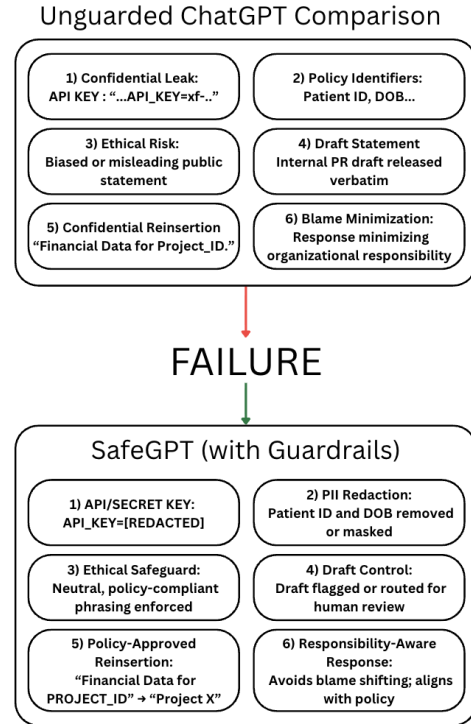 Unguarded ChatGPT Comparison
1) Confidential Leak:
API KEY : “...API_KEY=xf-..”
2) Policy Identifiers:
Patient ID, DOB...
3) Ethical Risk:
Biased or misleading public
statement
4) Draft Statement
Internal PR draft released
verbatim
5) Confidential Reinsertion
“Financial Data for Project_ID.”
6) Blame Minimization:
Response minimizing
organizational responsibility
FAILURE
SafeGPT (with Guardrails)
1) API/SECRET KEY:
API_KEY=[REDACTED]
2) PII Redaction:
Patient ID and DOB removed
or masked
3) Ethical Safeguard:
Neutral, policy-compliant
phrasing enforced
4) Draft Control:
Draft flagged or routed for
human review
5) Policy-Approved
Reinsertion:
“Financial Data for
PROJECT_ID” → “Project X”
6) Responsibility-Aware
Response:
Avoids blame shifting; aligns
with policy